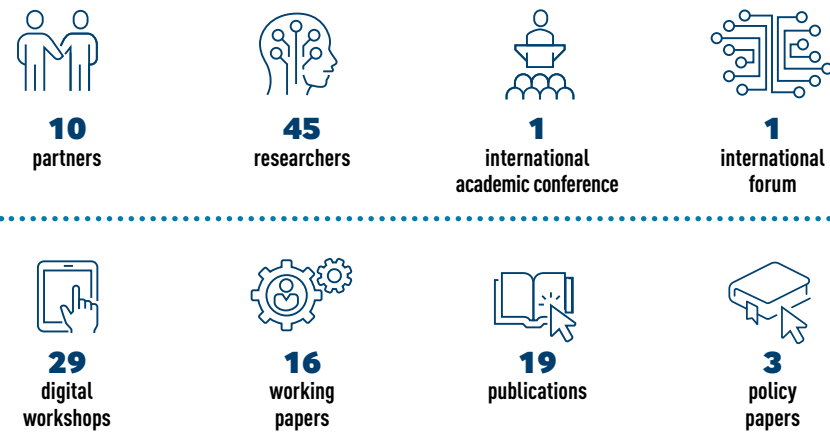 10
partners
45
researchers
1
international
academic conference
1
international
forum
29
digital
workshops
16
working
papers
19
publications
3
policy
papers